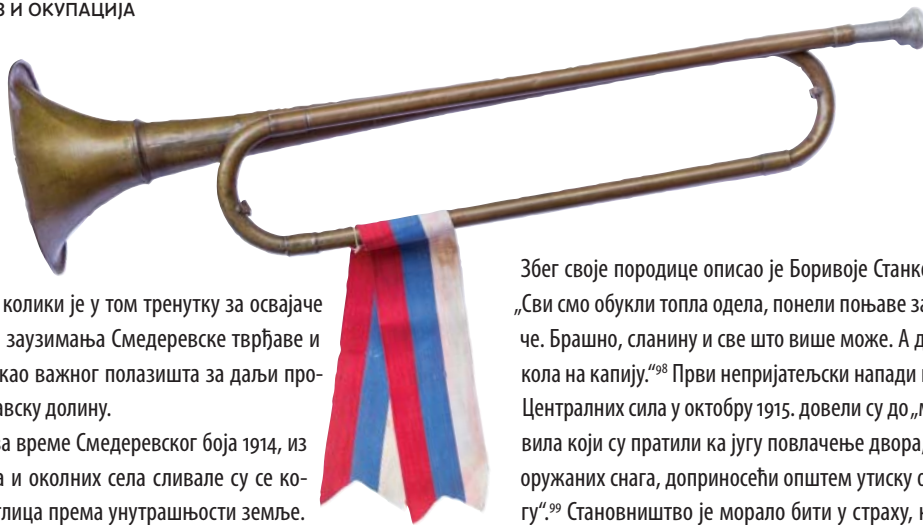 И ОКУПАЦИЈА
колики је у том тренутку за освајаче
заузимања Смедеревске тврђаве и
као важног полазишта за даљи про-
авску долину.
за време Смедеревског боја 1914, из
и околних села сливале су се ко-
глица према унутрашњости земље.
Збег своје породице описао је Боривоје Станко
„Сви смо обукли топла одела, понели поњаве за
че. Брашно, сланину и све што више може. А д
кола на капију.“98 Први непријатељски напади
Централних сила у октобру 1915. довели су до „м
вила који су пратили ка југу повлачење двора,
оружаних снага, доприносећи општем утиску о
гу“.99 Становништво је морало бити у страху,